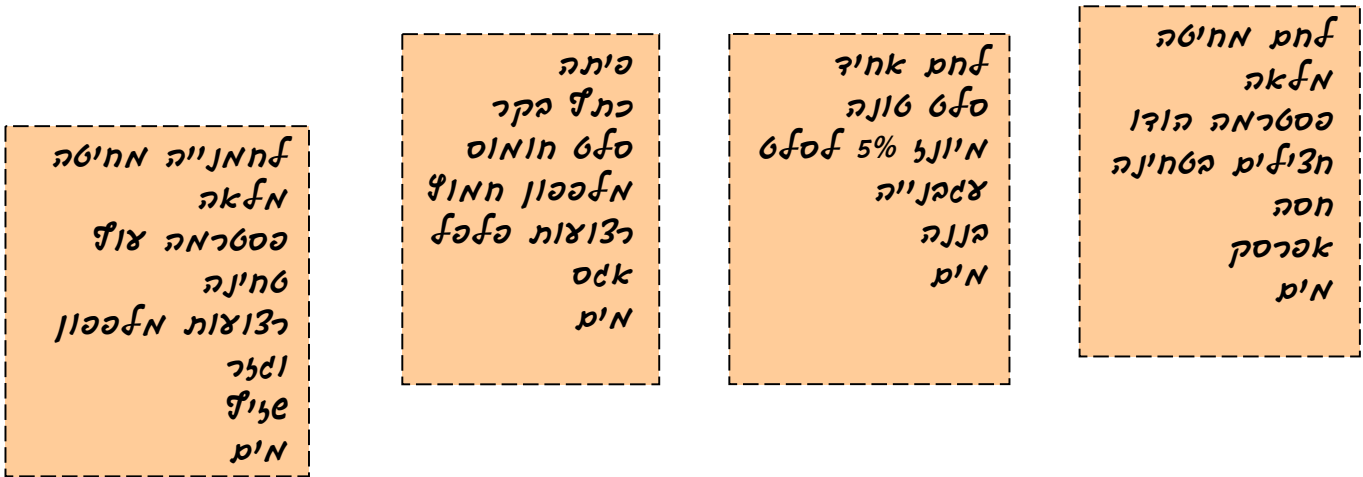 לחם מחיטה
מלאה
פסטרמה הודו
חצילים בטחינה
חסה
אפרסק
מים
לחם אחיד
סלט טונה
מיונז 5% לסלט
עגבנייה
בננה
מים
פיתה
כתף בקר
סלט חומוס
מלפפון חמוץ
רצועות פלפל
אגס
מים
לחמנייה מחיטה
מלאה
פסטרמה עוף
טחינה
רצועות מלפפון
וגזר
שזיף
מים